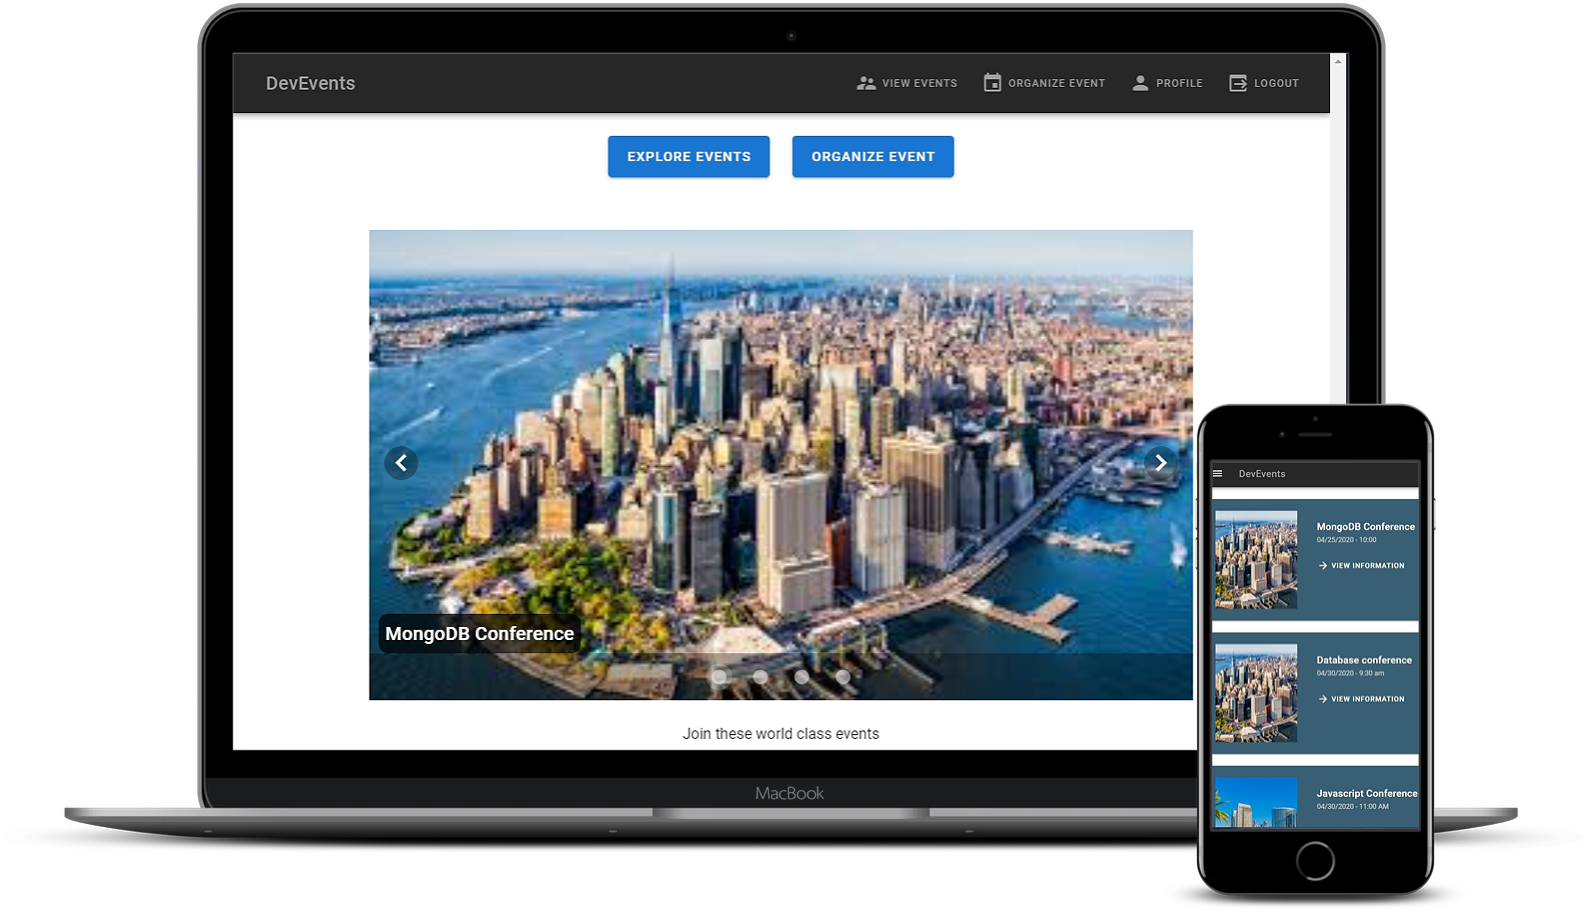 DevEvents
VIEW EVENTS
ORGANIZE EVENT
PROFILE
LOGOUT
EXPLORE EVENTS
ORGANIZE EVENT
MongoDB Conference
Join these world class events
MacBook
DevEvents
MongoDB Conference
04/25/2020 - 10:00
VIEW INFORMATION
Database conference
04/30/2020 - 9:30 am
VIEW INFORMATION
Javascript Conference
04/30/2020 - 11:00 AM